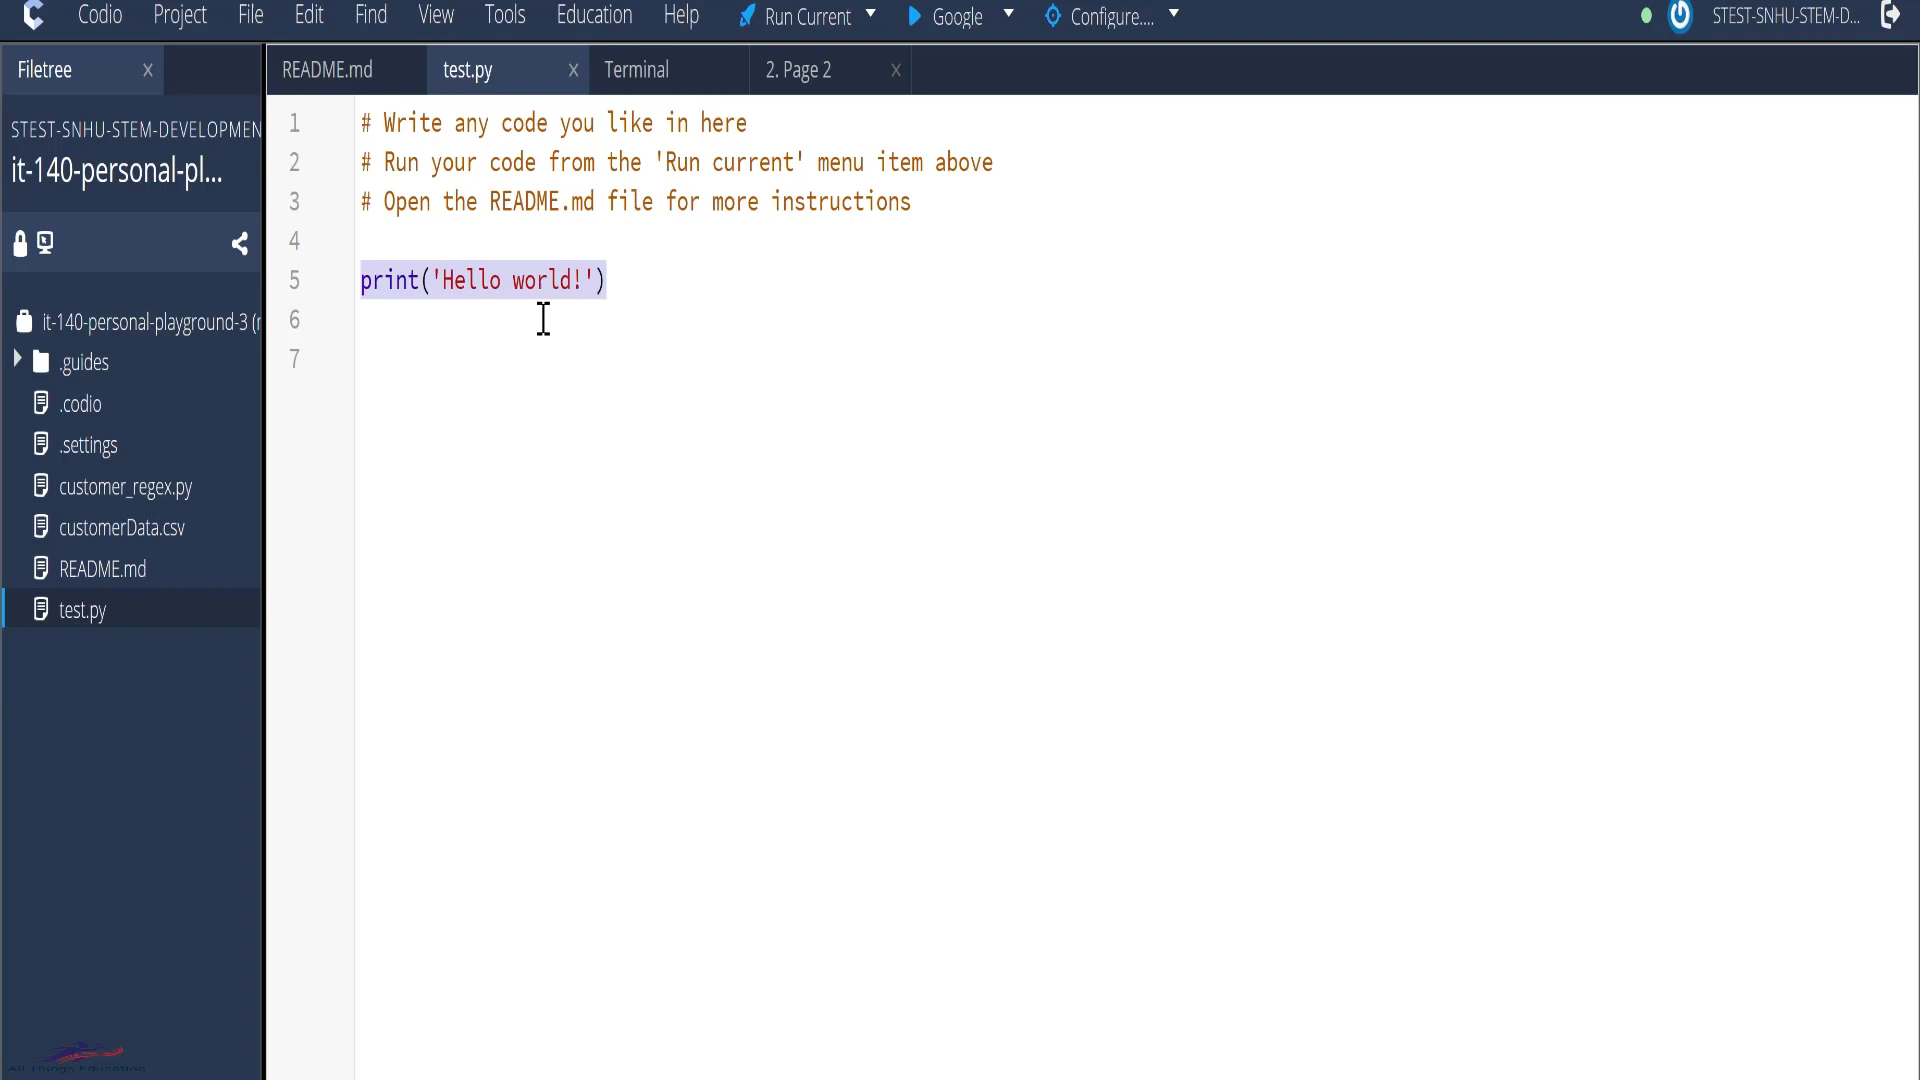 Codio Project File Edit Find View Tools Education Help Run Current Google Configure.... STEST-SNHU-STEM-D...
Filetree ×
README.md test.py × Terminal 2. Page 2 ×
STEST-SNHU-STEM-DEVELOPMEN
it-140-personal-pl...
it-140-personal-playground-3 (
.guides
.codio
.settings
customer_regex.py
customerData.csv
README.md
test.py
1 # Write any code you like in here
2 # Run your code from the 'Run current' menu item above
3 # Open the README.md file for more instructions
4
5 print('Hello world!')
6
7
All Things Education